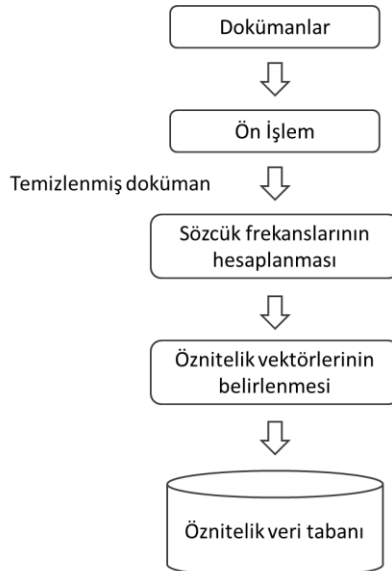 Dokümanlar
Ön İşlem
Temizlenmiş doküman
Sözcük frekanslarının
hesaplanması
Öznitelik vektörlerinin
belirlenmesi
Öznitelik veri tabanı